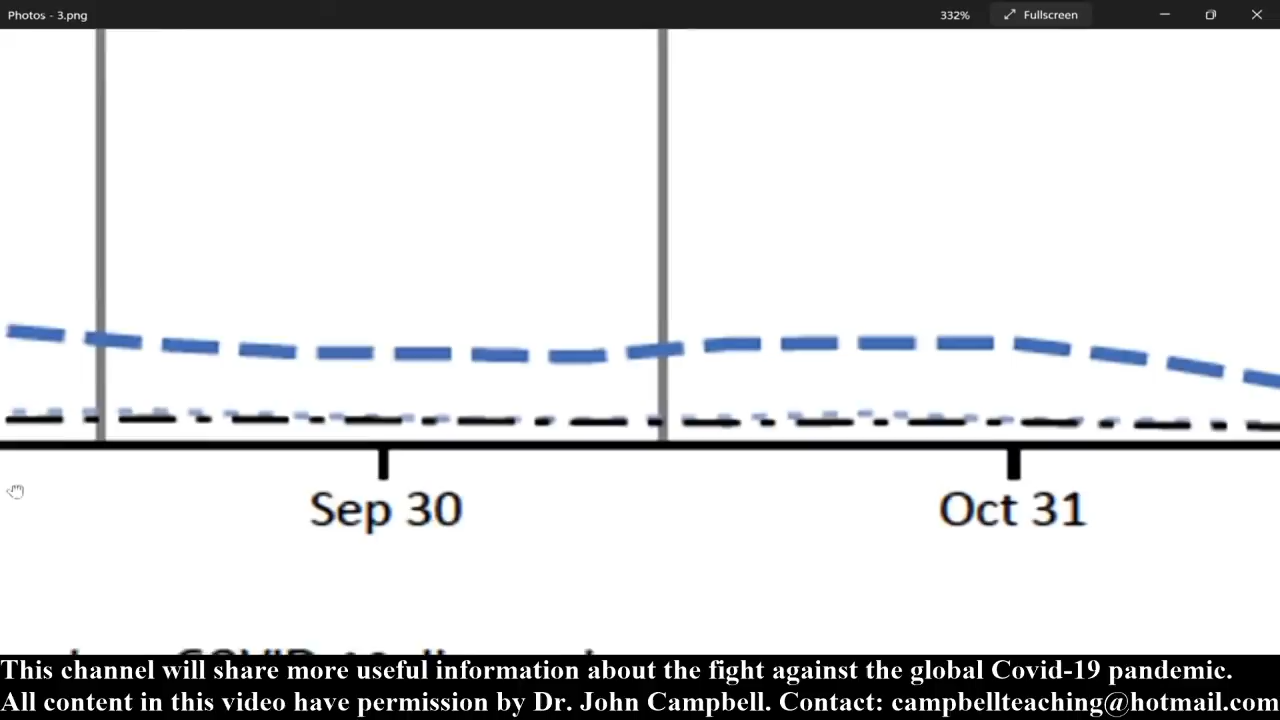 Photos - 3.png
332%
Fullscreen
Sep 30
Oct 31
This channel will share more useful information about the fight against the global Covid-19 pandemic.
All content in this video have permission by Dr. John Campbell. Contact: campbellteaching@hotmail.com